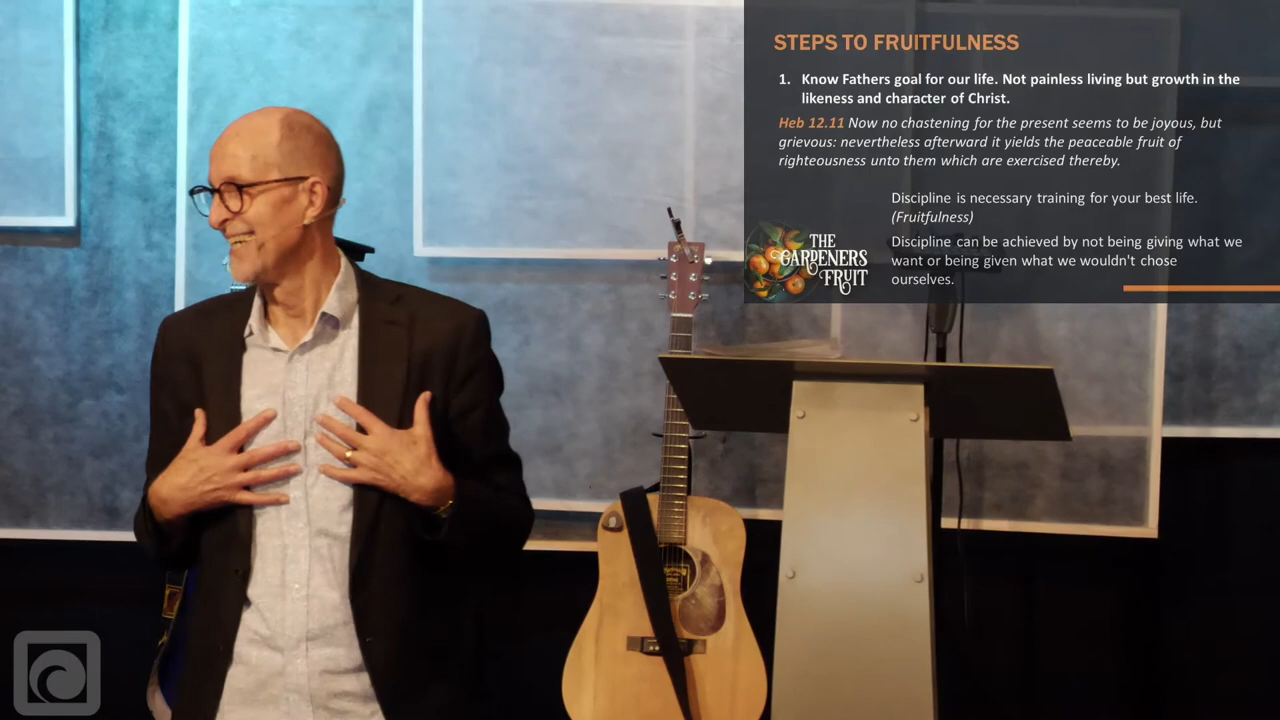 STEPS TO FRUITFULNESS
1. Know Fathers goal for our life. Not painless living but growth in the
likeness and character of Christ.
Heb 12.11 Now no chastening for the present seems to be joyous, but
grievous: nevertheless afterward it yields the peaceable fruit of
righteousness unto them which are exercised thereby.
Discipline is necessary training for your best life.
(Fruitfulness)
Discipline can be achieved by not being giving what we
want or being given what we wouldn't chose
ourselves.
THE
GARDENERS
FRUIT